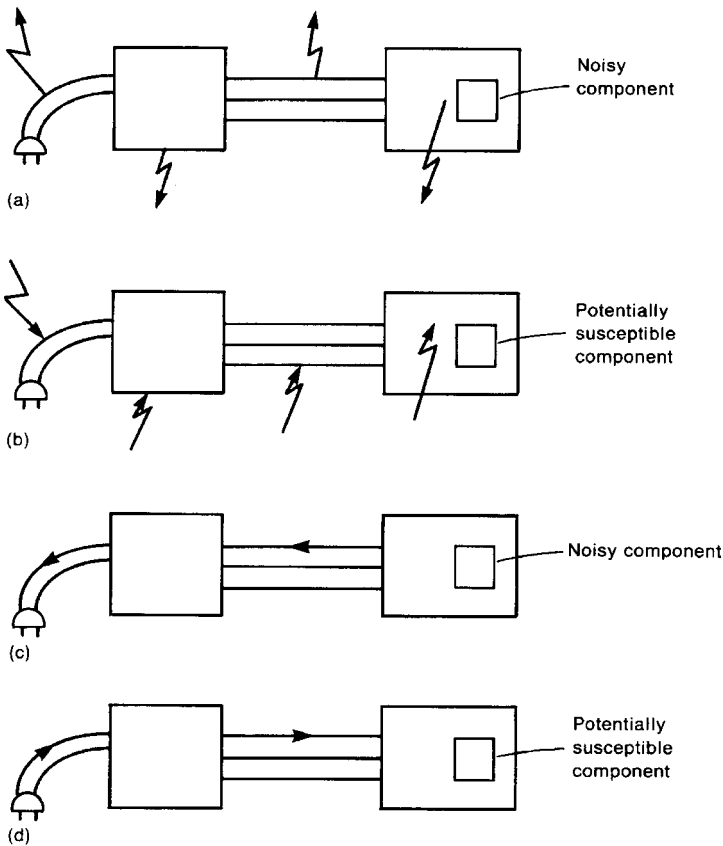 Noisy
component
(a)
Potentially
susceptible
component
(b)
Noisy component
(c)
Potentially
susceptible
component
(d)